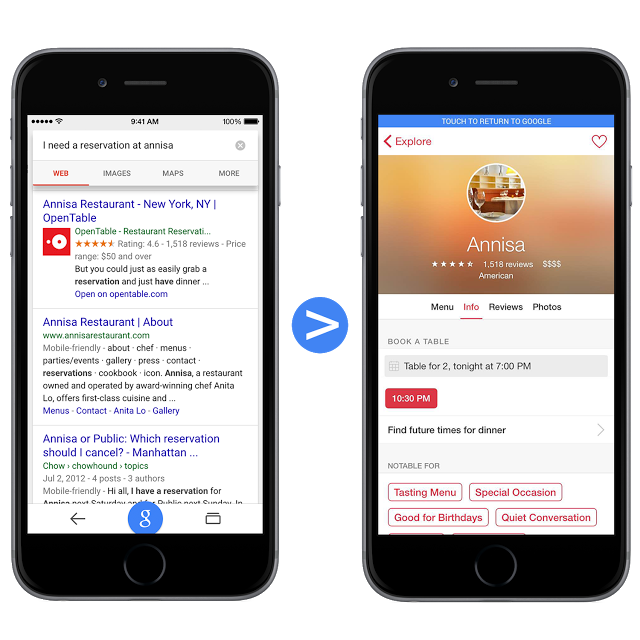 9:41 AM
100%
I need a reservation at annisa
WEB
IMAGES
MAPS
MORE
Annisa Restaurant - New York, NY |
OpenTable
OpenTable - Restaurant Reservati...
Rating: 4.6 - 1,518 reviews - Price
range: $50 and over
But you could just as easily grab a
reservation and just have dinner ...
Open on opentable.com
Annisa Restaurant | About
www.annisarestaurant.com
Mobile-friendly - about · chef · menus ·
parties/events · gallery · press · contact ·
reservations · cookbook · icon. Annisa, a restaurant
owned and operated by award-winning chef Anita
Lo, offers first-class cuisine and ...
Menus · Contact · Anita Lo · Gallery
Annisa or Public: Which reservation
should I cancel? - Manhattan ...
Chow › chowhound › topics
Jul 2, 2012 - 4 posts - 3 authors
Mobile-friendly - Hi all, I have a reservation for
Annisa next Saturday and for Public next Sunday. In
g
>
TOUCH TO RETURN TO GOOGLE
Explore
Annisa
1,518 reviews $$$$
American
Menu
Info
Reviews
Photos
BOOK A TABLE
Table for 2, tonight at 7:00 PM
10:30 PM
Find future times for dinner
NOTABLE FOR
Tasting Menu
Special Occasion
Good for Birthdays
Quiet Conversation